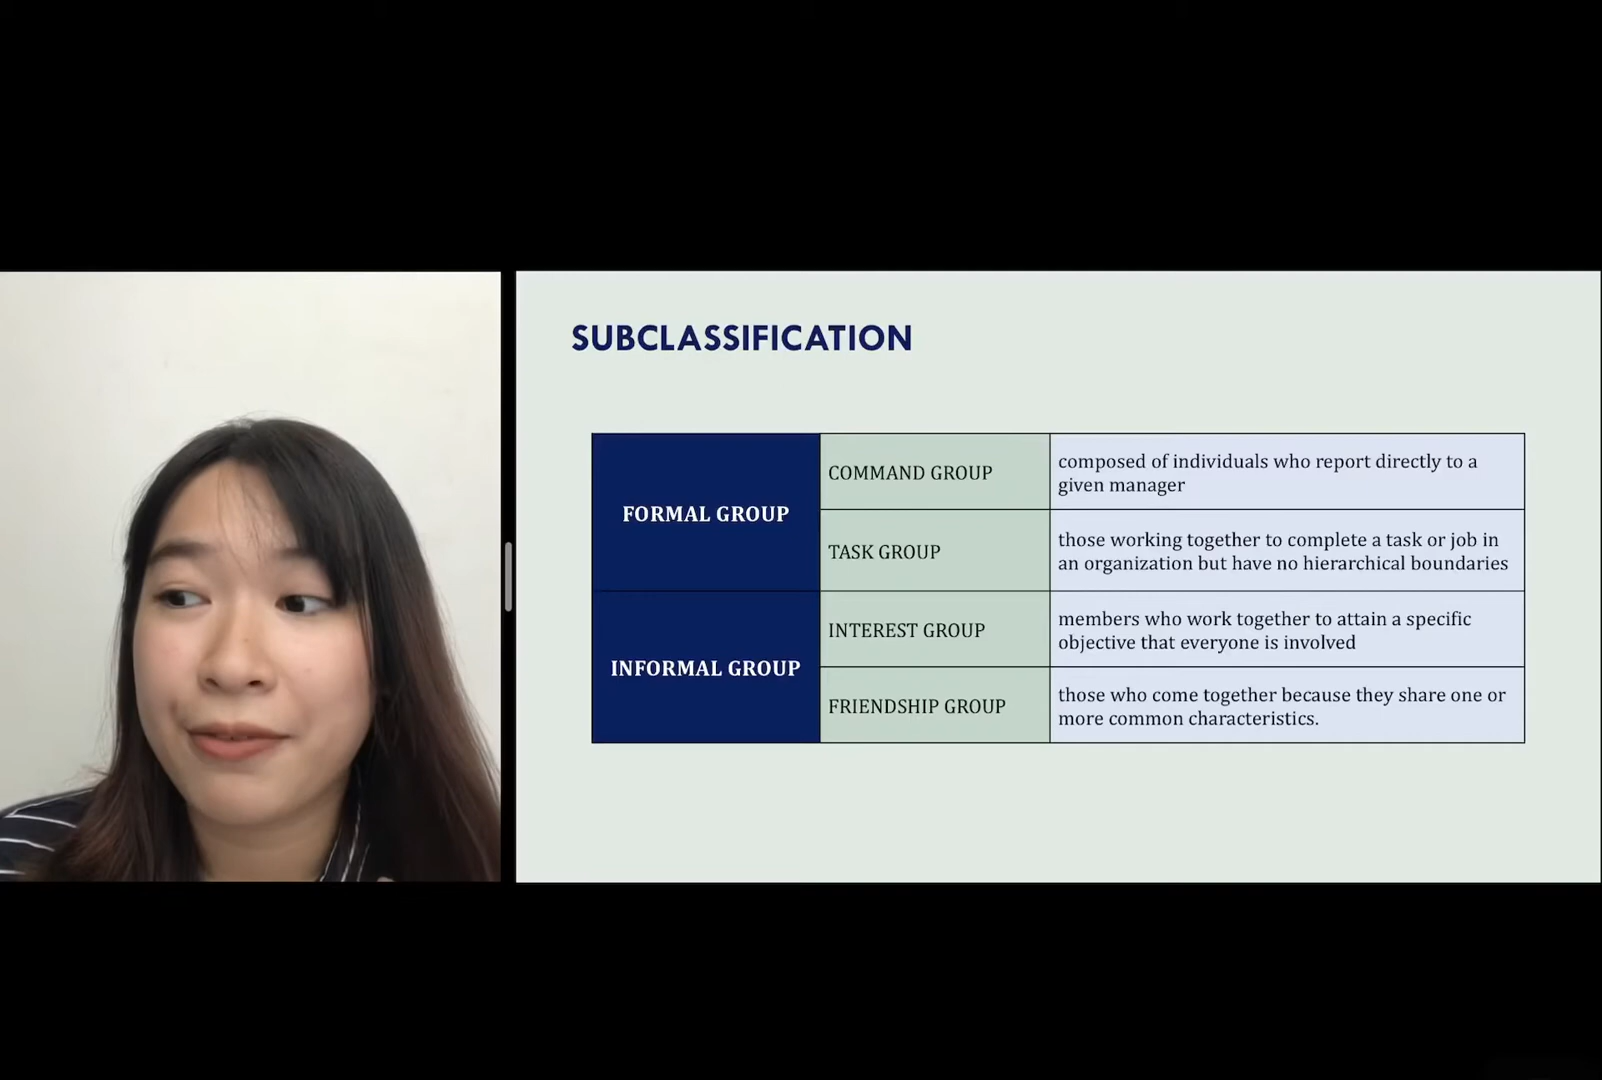 SUBCLASSIFICATION
FORMAL GROUP
COMMAND GROUP
composed of individuals who report directly to a
given manager
TASK GROUP
those working together to complete a task or job in
an organization but have no hierarchical boundaries
INFORMAL GROUP
INTEREST GROUP
members who work together to attain a specific
objective that everyone is involved
FRIENDSHIP GROUP
those who come together because they share one or
more common characteristics.